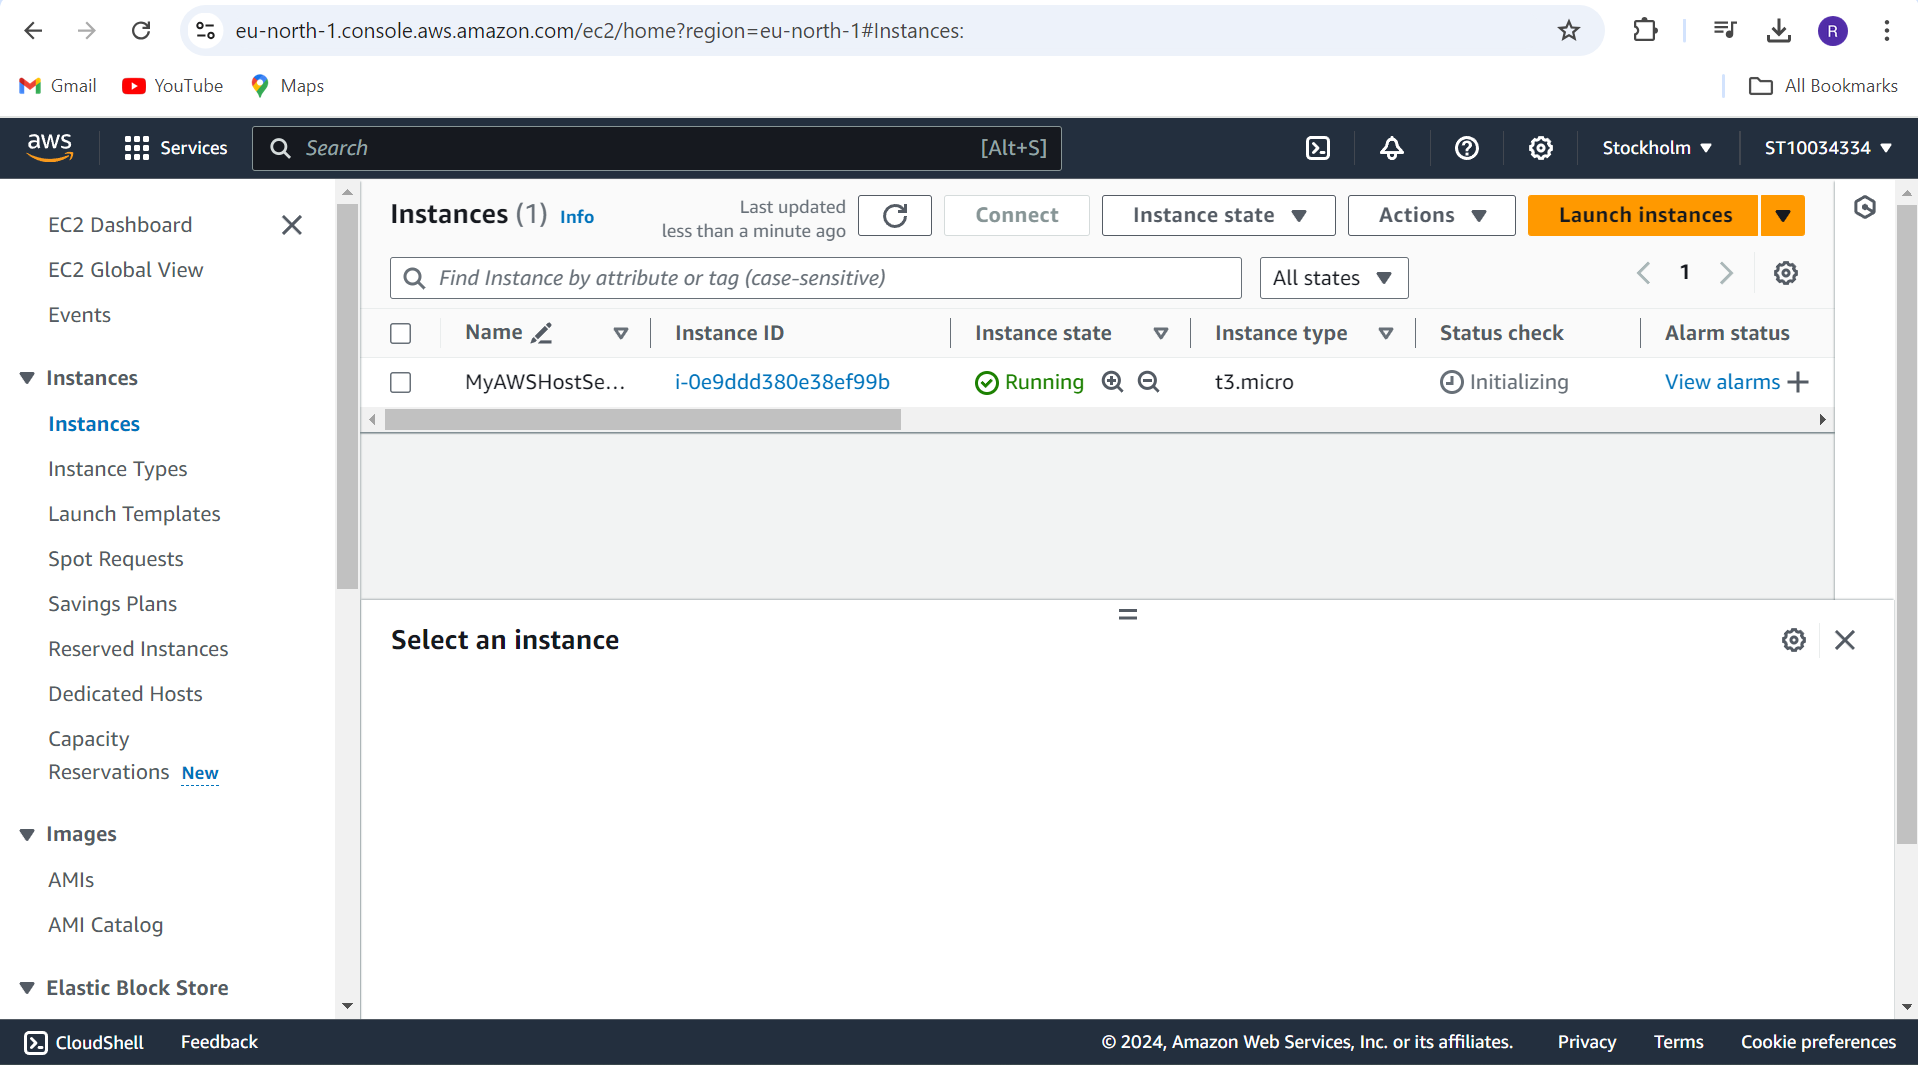 eu-north-1.console.aws.amazon.com/ec2/home?region=eu-north-1#Instances:
R
Gmail
YouTube
Maps
All Bookmarks
aws
Services
Search
[Alt+S]
Stockholm
ST10034334
EC2 Dashboard
EC2 Global View
Events
Instances
Instances
Instance Types
Launch Templates
Spot Requests
Savings Plans
Reserved Instances
Dedicated Hosts
Capacity
Reservations New
Images
AMIs
AMI Catalog
Elastic Block Store
Instances (1) Info
Last updated
less than a minute ago
Connect
Instance state
Actions
Launch instances
Find Instance by attribute or tag (case-sensitive)
All states
1
Name
Instance ID
Instance state
Instance type
Status check
Alarm status
MyAWSHostSe...
i-0e9ddd380e38ef99b
Running
t3.micro
Initializing
View alarms
Select an instance
CloudShell
Feedback
© 2024, Amazon Web Services, Inc. or its affiliates.
Privacy
Terms
Cookie preferences